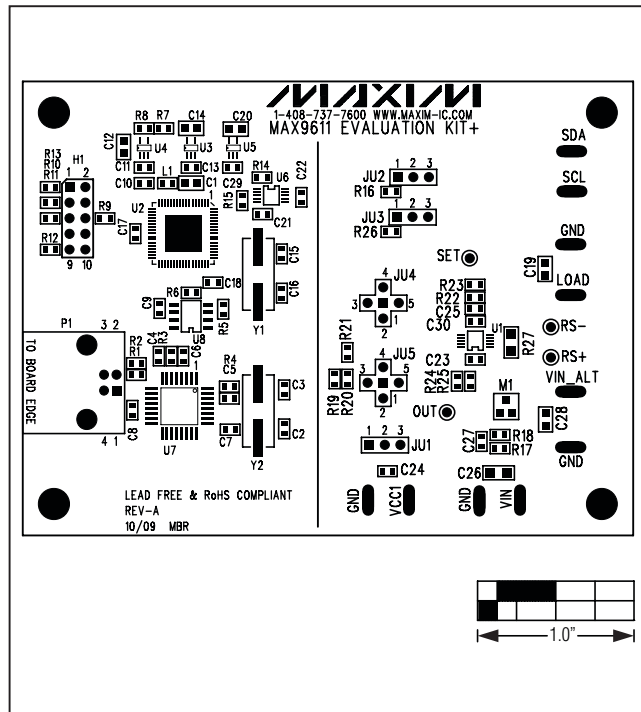 MAXIM
1-408-737-7600 WWW.MAXIM-IC.COM
MAX9611 EVALUATION KIT+
R8 R7 C14 C20
C12
U4 U3 U5
C11 C13 R14 C22
C10 L1 C1 C29 U6
R13
R10
R11
H1
1 2
R9
R12
9 10
U2
1
C17
R15
C21
C15
C18
C16
Y1
R6
C9
U8
R5
P1
3 2
TO BOARD EDGE
4 1
R2
R1
C4
R3
C6
1
R4
C5
C3
C8
U7
C7
C2
Y2
LEAD FREE & RoHS COMPLIANT
REV-A
10/09 MBR
1 2 3
JU2
R16
1 2 3
JU3
R26
SDA
SCL
GND
C19
LOAD
SET
4
JU4
3 5
1
2
R23
R22
C25
C30
U1
R27
RS-
RS+
R21
4
JU5
3 5
1
2
C23
R24
R25
R19
R20
VIN_ALT
M1
OUT
C28
1 2 3
JU1
C27
R18
R17
GND
C24
C26
GND
VCC1
GND
VIN
1.0"